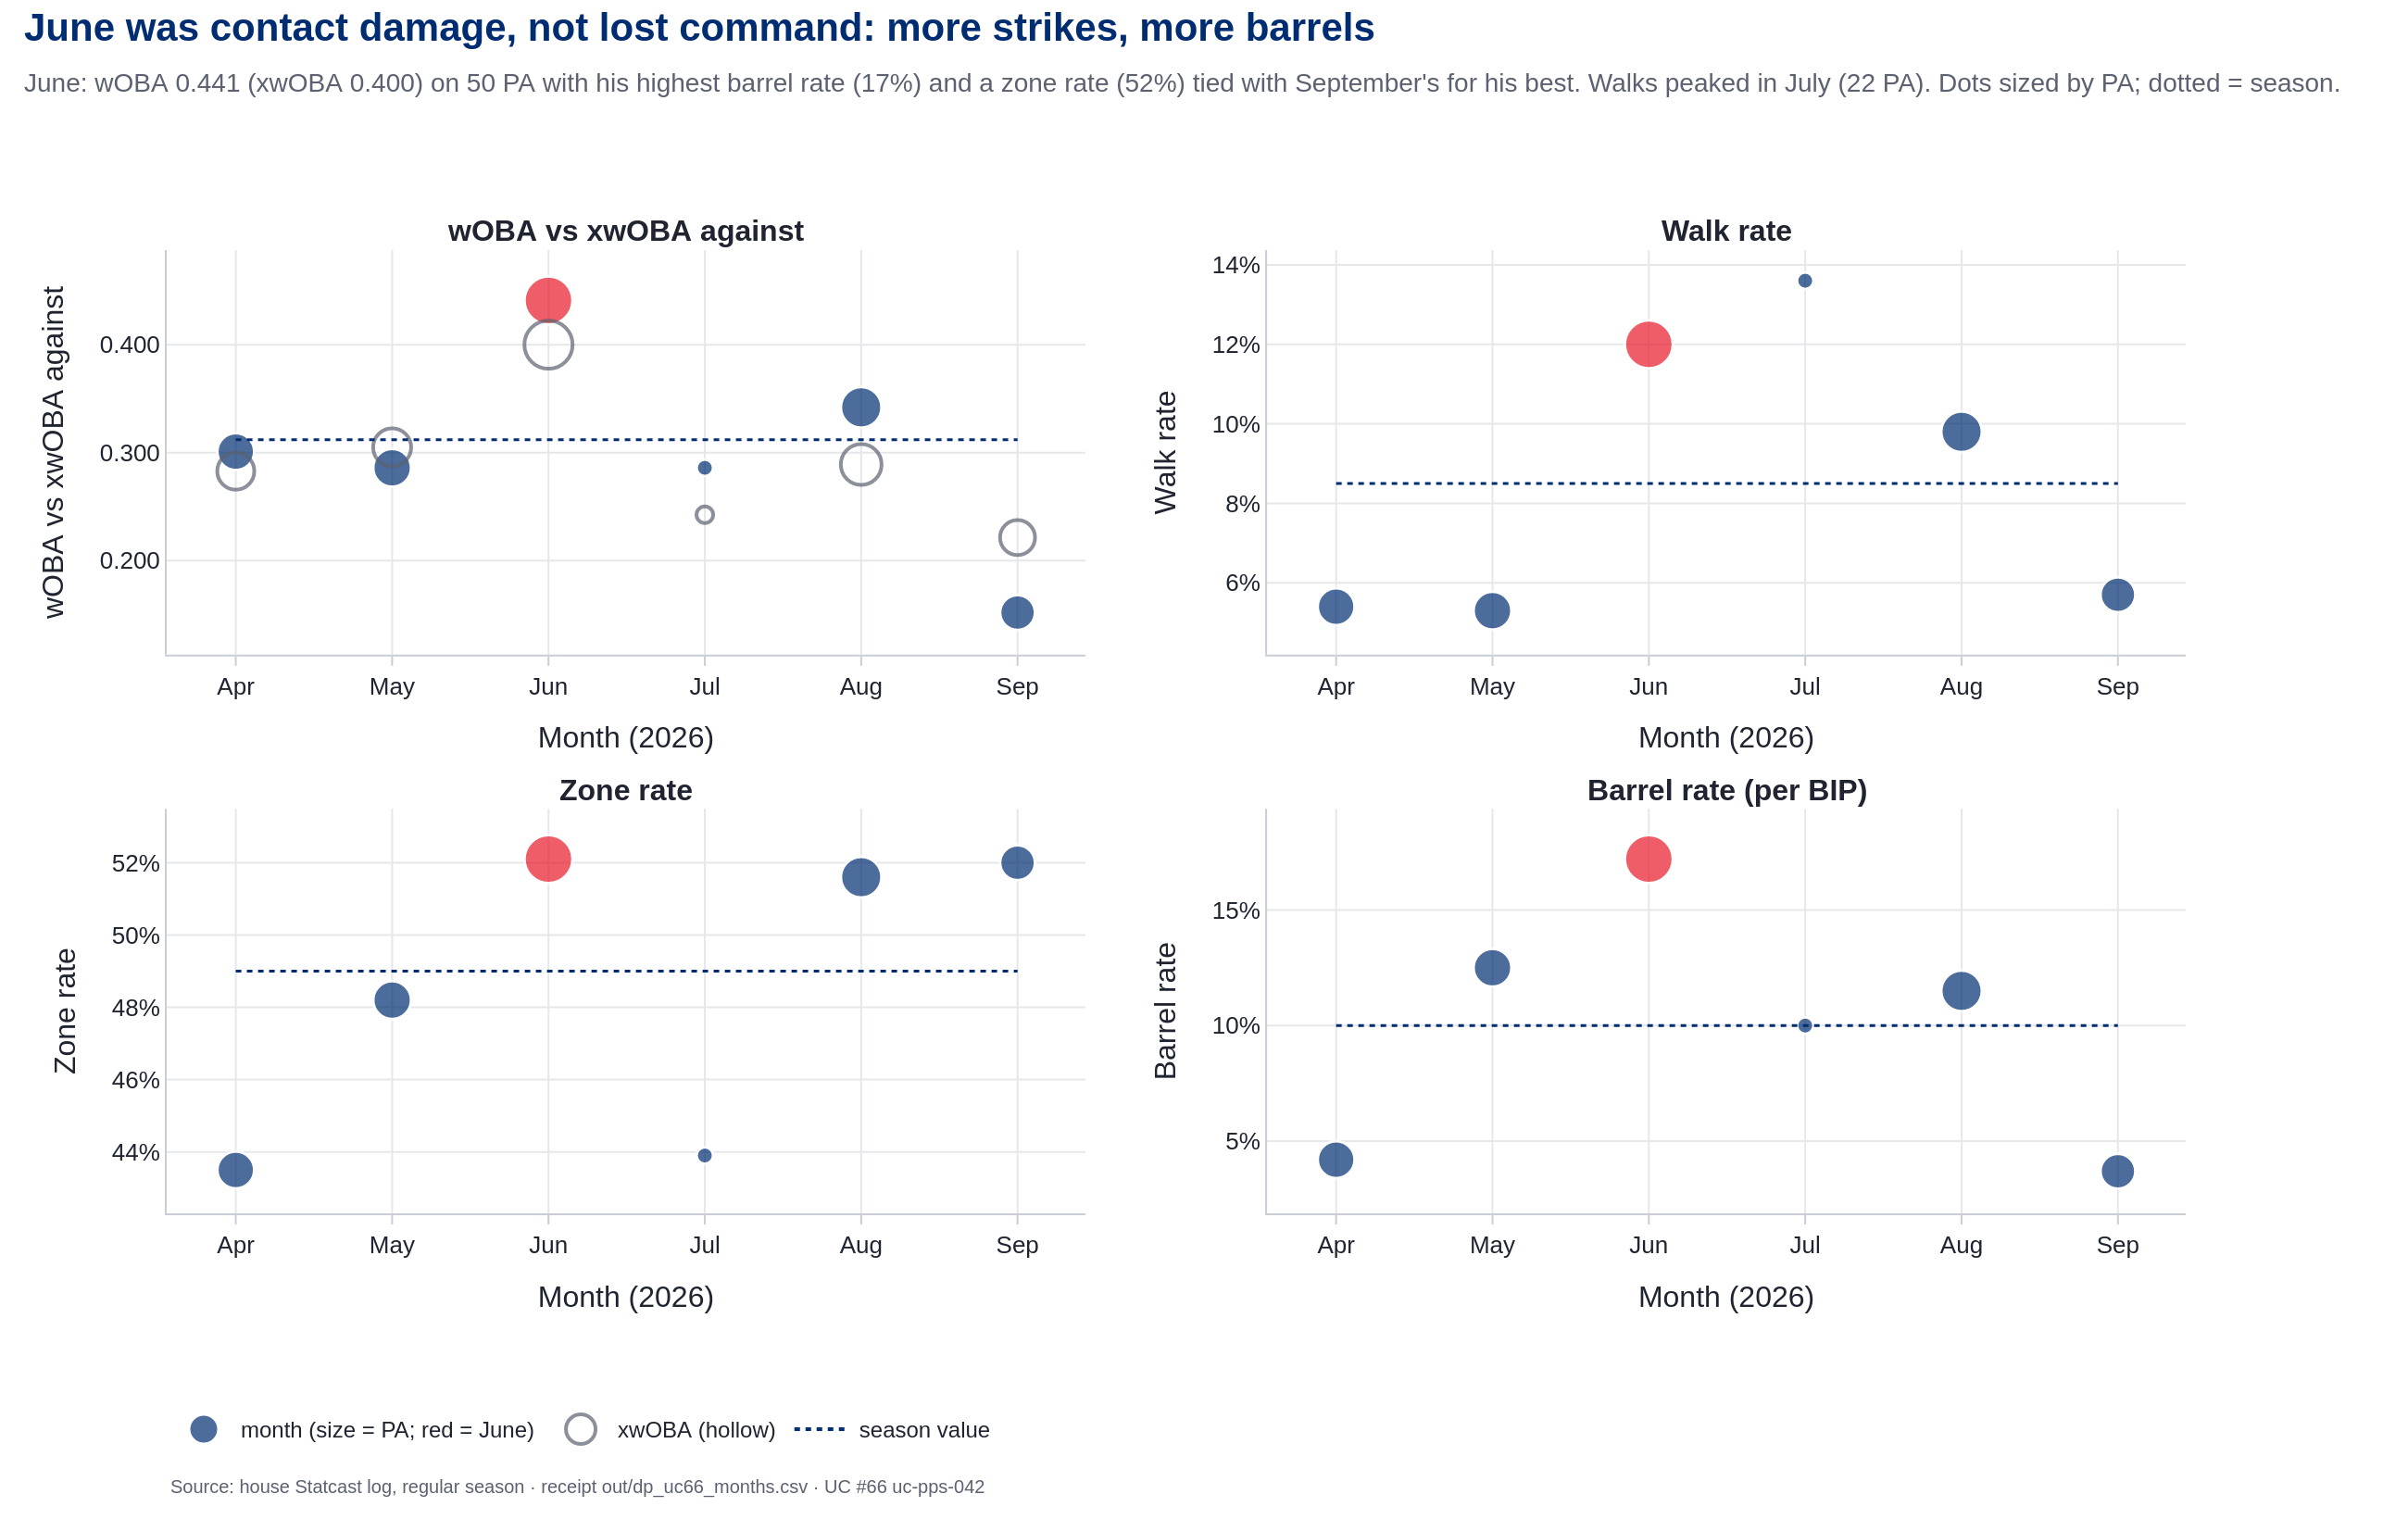 June was contact damage, not lost command: more strikes, more barrels
June: wOBA 0.441 (xwOBA 0.400) on 50 PA with his highest barrel rate (17%) and a zone rate (52%) tied with September's for his best. Walks peaked in July (22 PA). Dots sized by PA; dotted = season.
wOBA vs xwOBA against
wOBA vs xwOBA against
0.400
0.300
0.200
Apr May Jun Jul Aug Sep
Month (2026)
Walk rate
Walk rate
14%
12%
10%
8%
6%
Apr May Jun Jul Aug Sep
Month (2026)
Zone rate
Zone rate
52%
50%
48%
46%
44%
Apr May Jun Jul Aug Sep
Month (2026)
Barrel rate (per BIP)
Barrel rate
15%
10%
5%
Apr May Jun Jul Aug Sep
Month (2026)
month (size = PA; red = June) xwOBA (hollow) season value
Source: house Statcast log, regular season · receipt out/dp_uc66_months.csv · UC #66 uc-pps-042